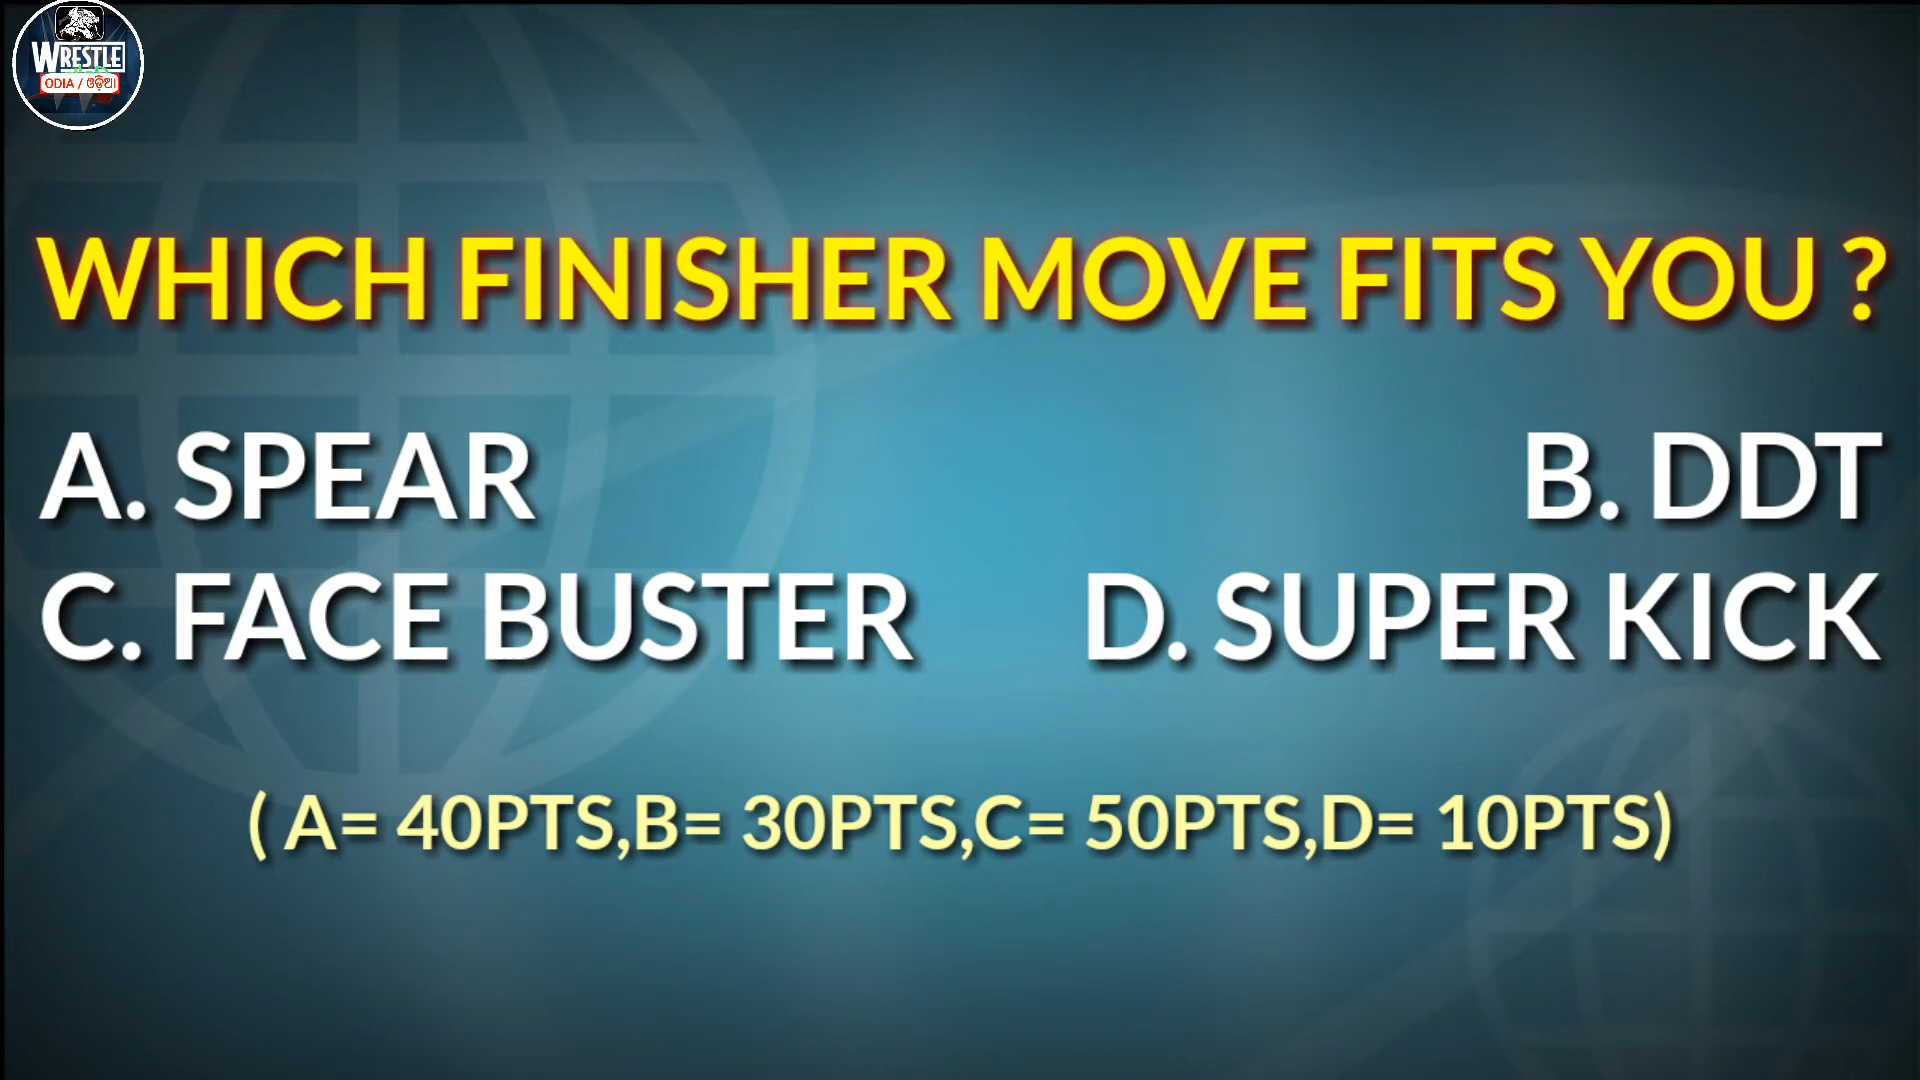 WRESTLE
ODIA / ଓଡ଼ିଆ
WHICH FINISHER MOVE FITS YOU ?
A. SPEAR B. DDT
C. FACE BUSTER D. SUPER KICK
( A= 40PTS,B= 30PTS,C= 50PTS,D= 10PTS)